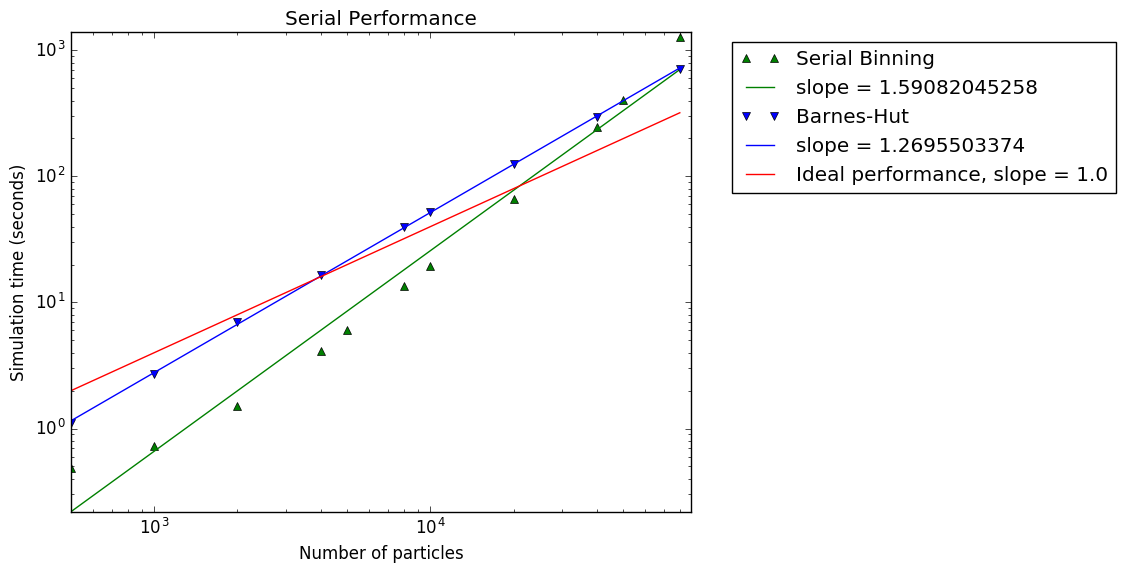 Serial Performance
Simulation time (seconds)
10^3
10^2
10^1
10^0
10^3
10^4
Number of particles
Serial Binning
slope = 1.59082045258
Barnes-Hut
slope = 1.2695503374
Ideal performance, slope = 1.0